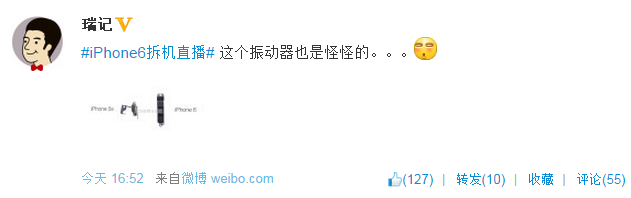 瑞记
#iPhone6拆机直播# 这个振动器也是怪怪的。。。
iPhone 5s
iPhone 6
今天 16:52 来自微博 weibo.com
(127) | 转发(10) | 收藏 | 评论(55)